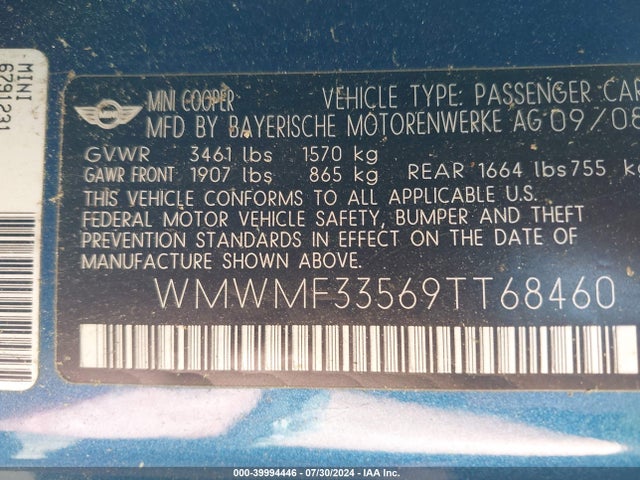 MINI
6791231
MINI COOPER VEHICLE TYPE: PASSENGER CAR
MFD BY BAYERISCHE MOTORENWERKE AG 09/08
GVWR 3461 lbs 1570 kg
GAWR FRONT 1907 lbs 865 kg REAR 1664 lbs 755 kg
THIS VEHICLE CONFORMS TO ALL APPLICABLE U.S.
FEDERAL MOTOR VEHICLE SAFETY, BUMPER AND THEFT
PREVENTION STANDARDS IN EFFECT ON THE DATE OF
MANUFACTURE SHOWN ABOVE.
WMWMF33569TT68460
000-39994446 - 07/30/2024 - IAA Inc.